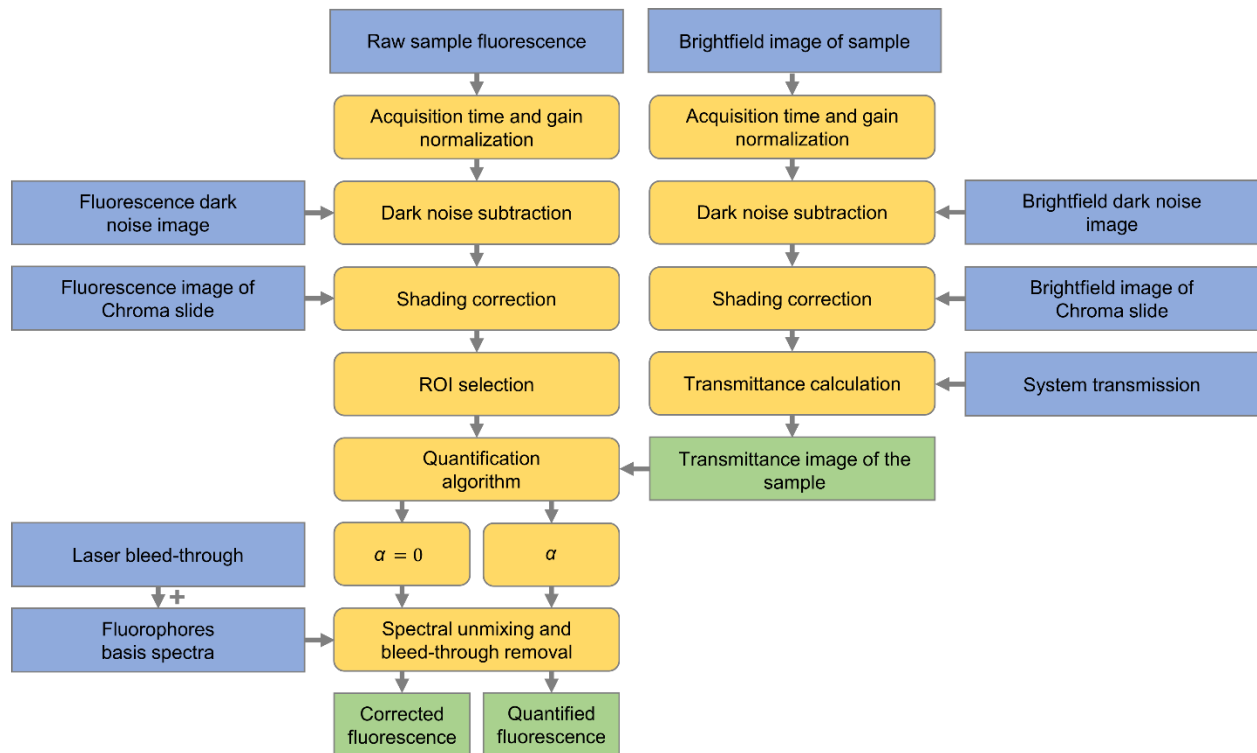 Raw sample fluorescence
Brightfield image of sample
Acquisition time and gain
normalization
Acquisition time and gain
normalization
Fluorescence dark
noise image
Dark noise subtraction
Dark noise subtraction
Brightfield dark noise
image
Fluorescence image of
Chroma slide
Shading correction
Shading correction
Brightfield image of
Chroma slide
ROI selection
Transmittance calculation
System transmission
Quantification
algorithm
Transmittance image of the
sample
Laser bleed-through
α = 0
α
+
Fluorophores
basis spectra
Spectral unmixing and
bleed-through removal
Corrected
fluorescence
Quantified
fluorescence